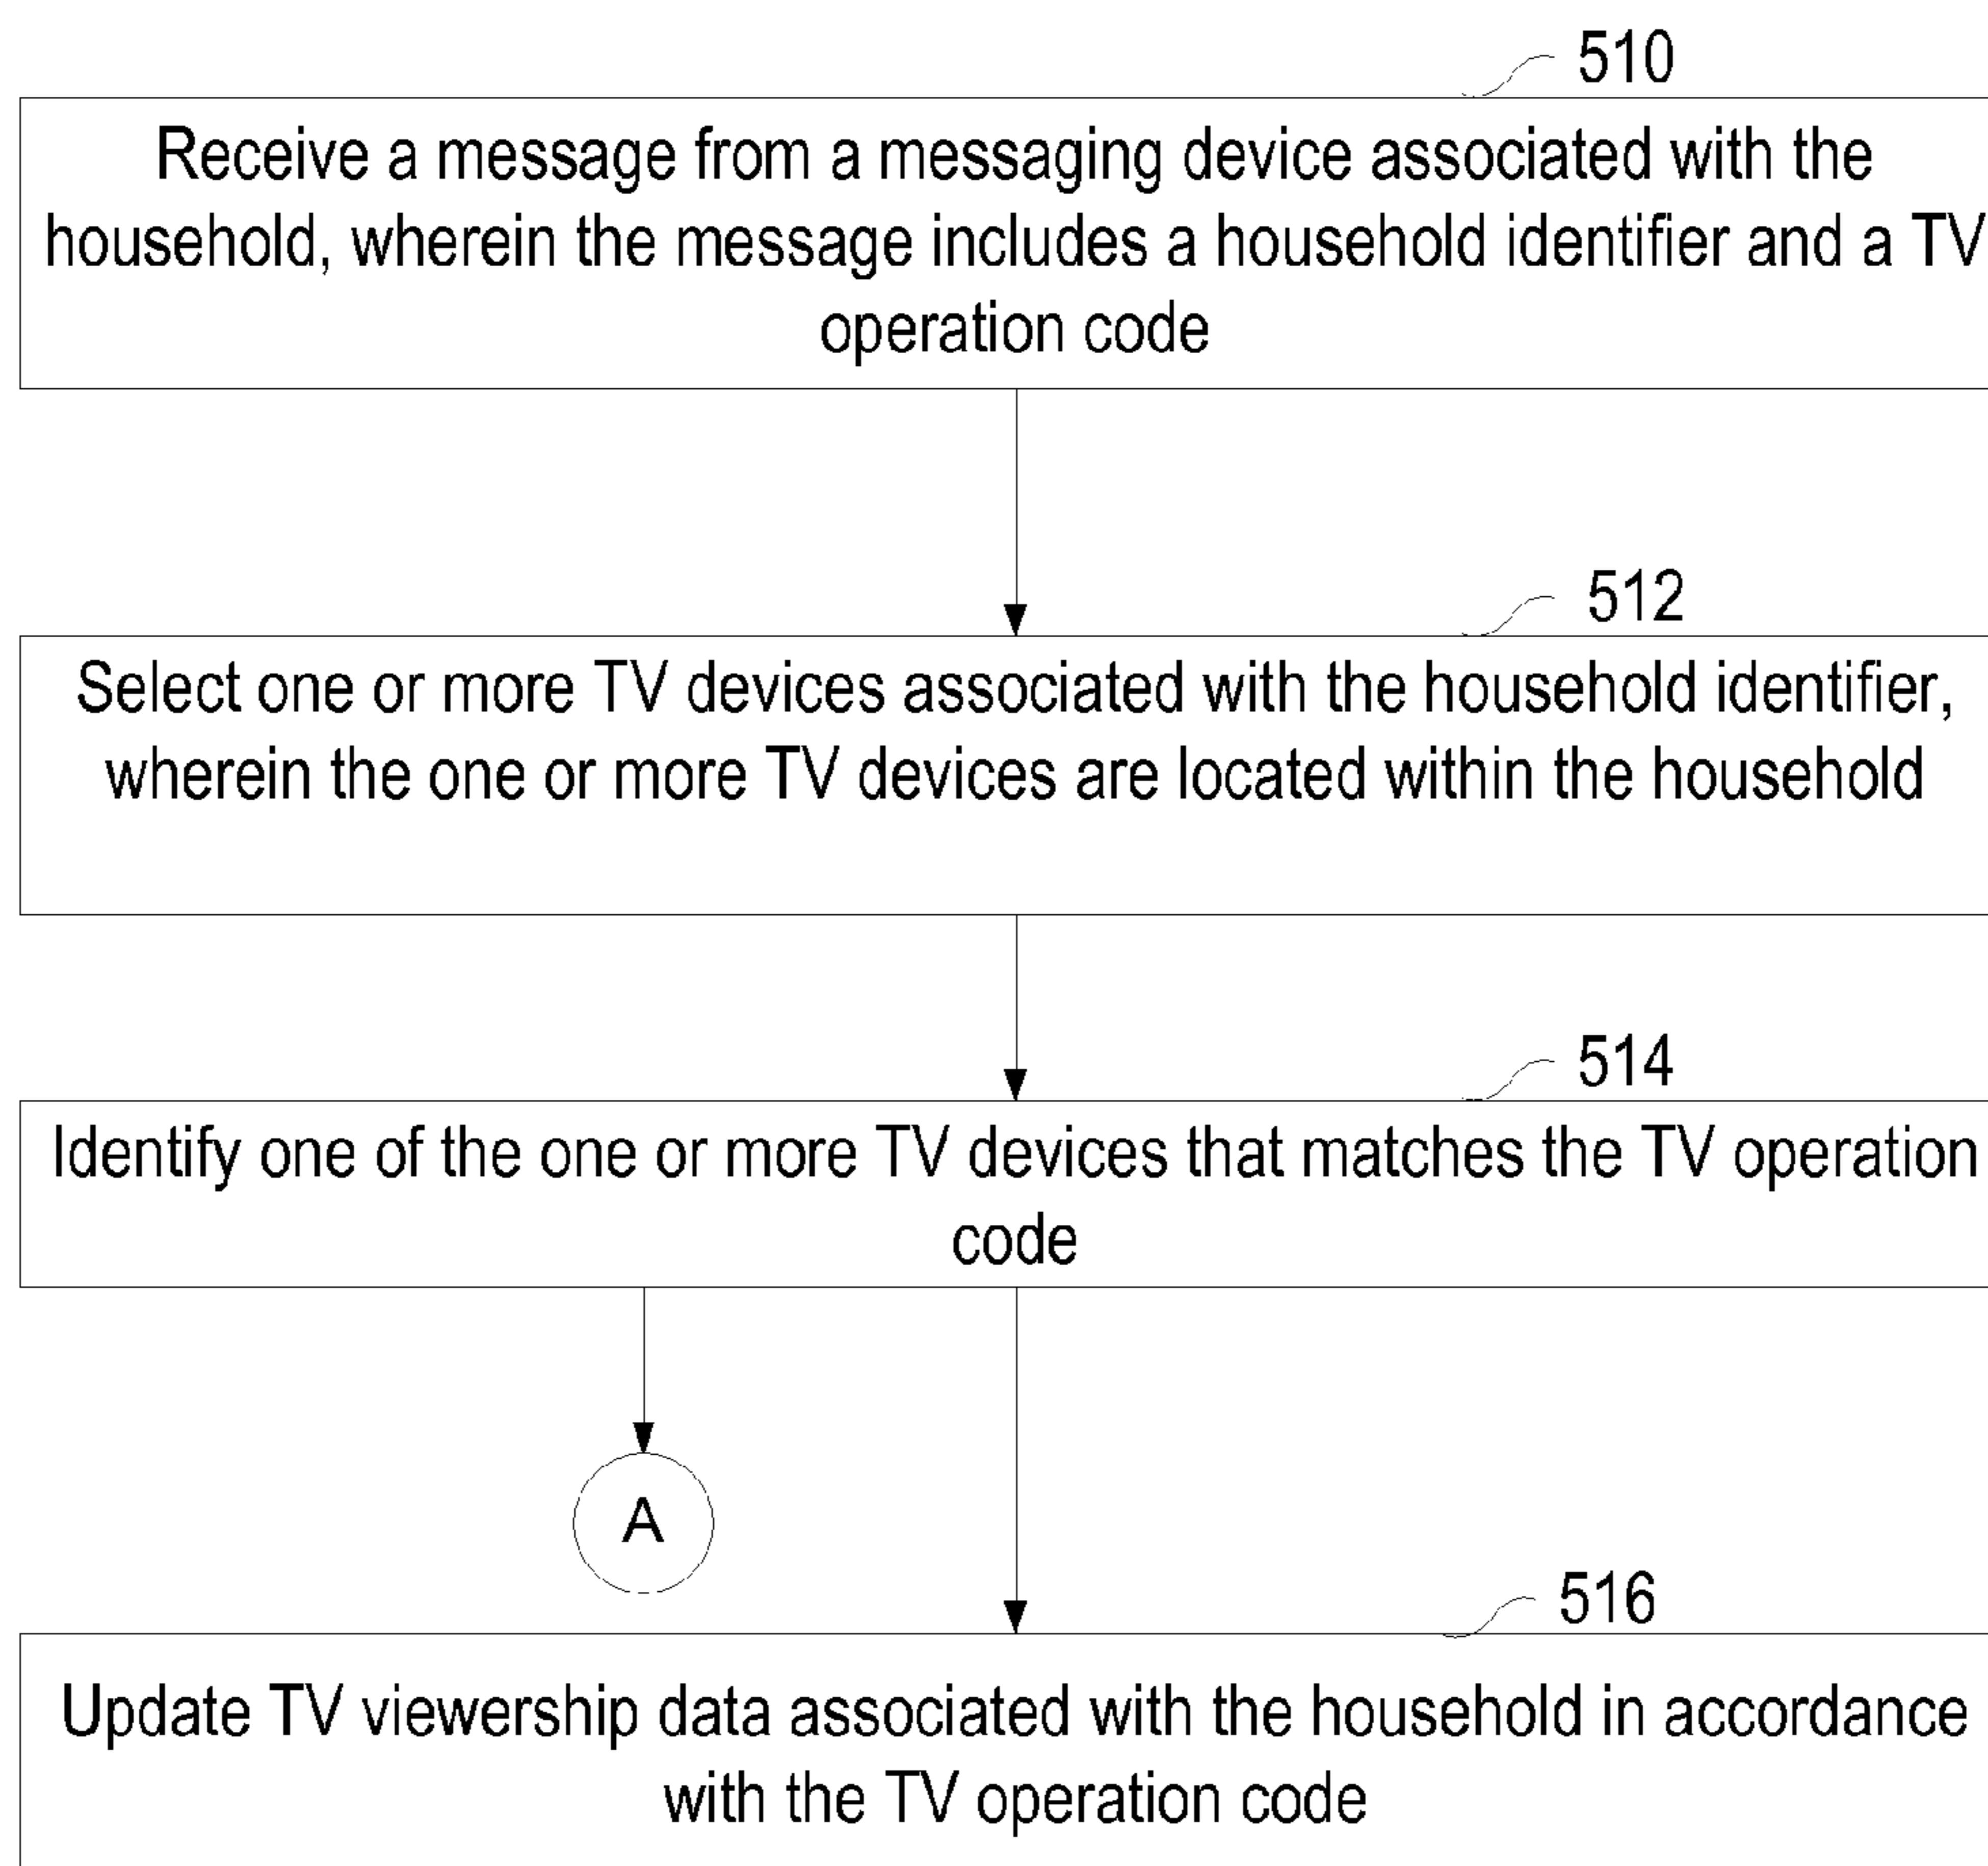 510
Receive a message from a messaging device associated with the
household, wherein the message includes a household identifier and a TV
operation code
512
Select one or more TV devices associated with the household identifier,
wherein the one or more TV devices are located within the household
514
Identify one of the one or more TV devices that matches the TV operation
code
A
516
Update TV viewership data associated with the household in accordance
with the TV operation code